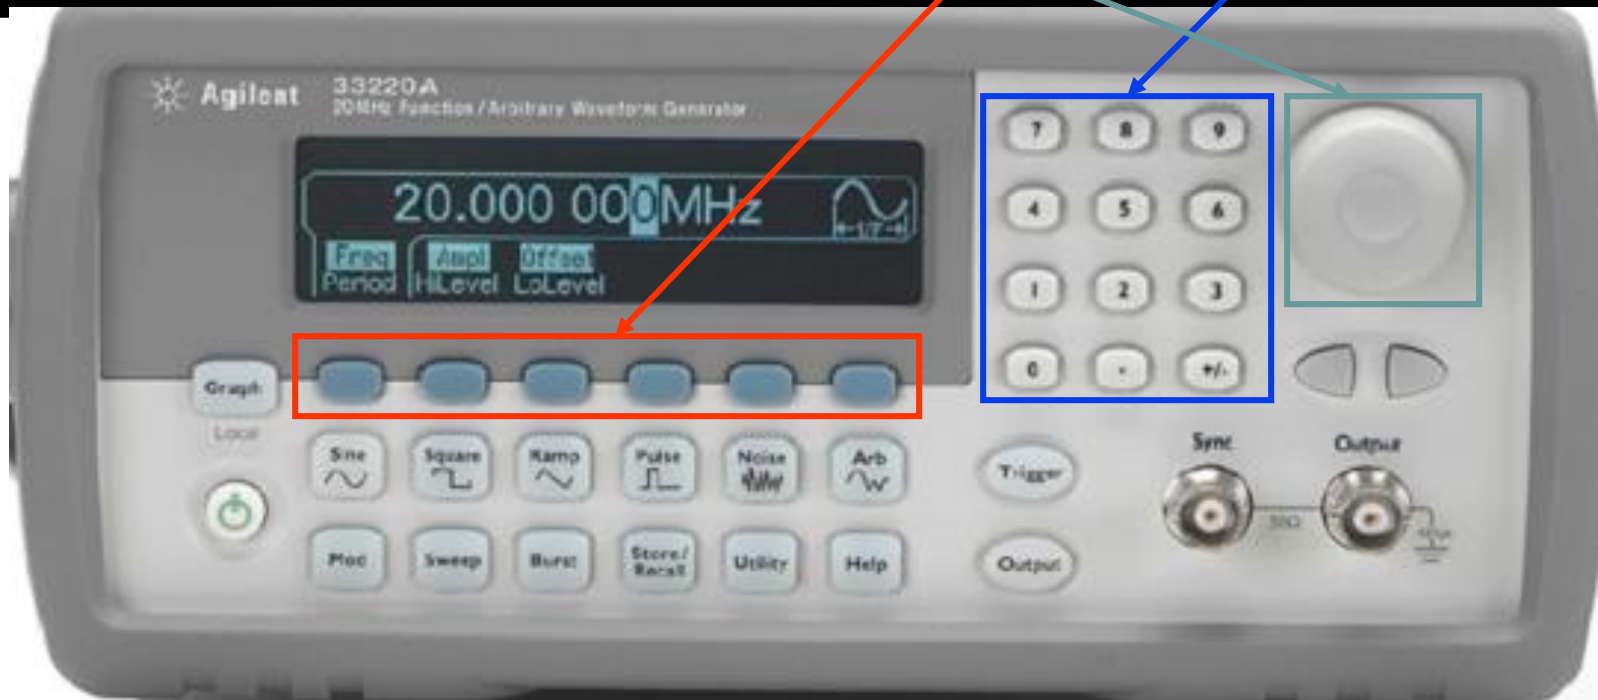 Agilent
33220A
20MHz Function / Arbitrary Waveform Generator
20.000 000MHz
Freq Ampl Offset
Period HiLevel LoLevel
7 8 9
4 5 6
1 2 3
0 . +/-
Graph
Local
Sine Square Ramp Pulse Noise Arb
Mod Sweep Burst Store/ Recall Utility Help
Trigger
Output
Sync Output
50Ω